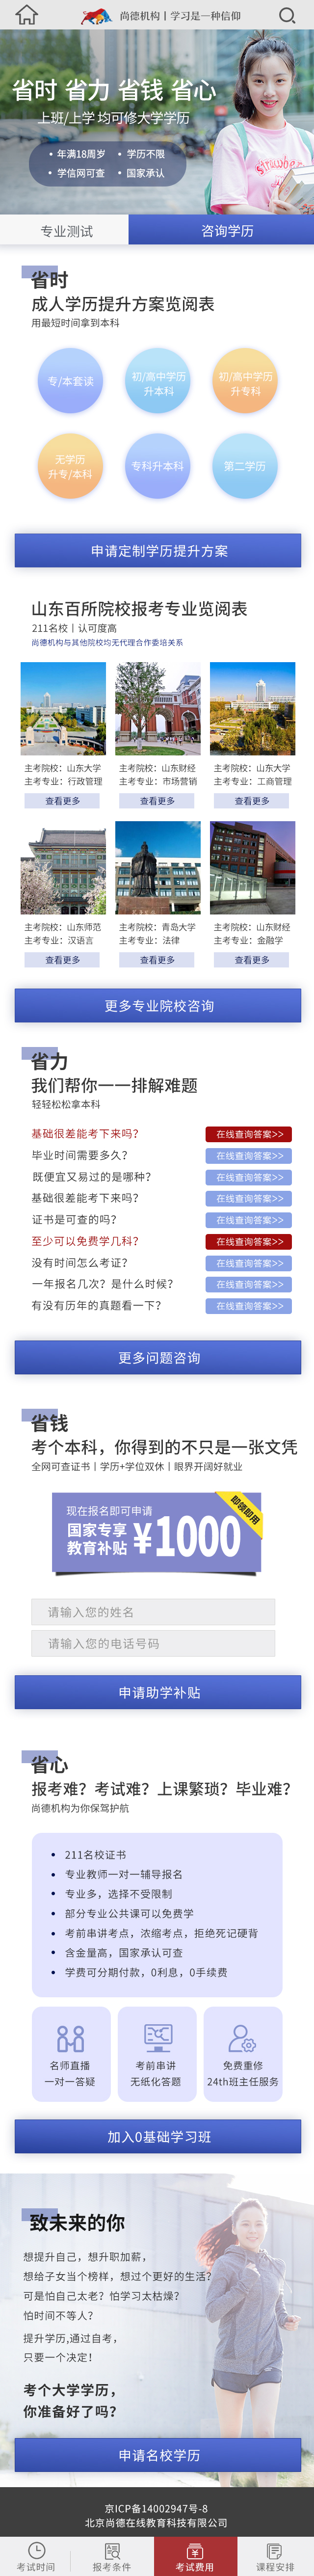 尚德机构丨学习是一种信仰
省时 省力 省钱 省心
上班/上学 均可修大学学历
• 年满18周岁 • 学历不限
• 学信网可查 • 国家承认
专业测试 咨询学历
省时
成人学历提升方案览阅表
用最短时间拿到本科
专/本套读
初/高中学历
升本科
初/高中学历
升专科
无学历
升专/本科
专科升本科
第二学历
申请定制学历提升方案
山东百所院校报考专业览阅表
211名校丨认可度高
尚德机构与其他院校均无代理合作委培关系
主考院校：山东大学
主考专业：行政管理
查看更多
主考院校：山东财经
主考专业：市场营销
查看更多
主考院校：山东大学
主考专业：工商管理
查看更多
主考院校：山东师范
主考专业：汉语言
查看更多
主考院校：青岛大学
主考专业：法律
查看更多
主考院校：山东财经
主考专业：金融学
查看更多
更多专业院校咨询
省力
我们帮你一一排解难题
轻轻松松拿本科
基础很差能考下来吗？ 在线查询答案>>
毕业时间需要多久？ 在线查询答案>>
既便宜又易过的是哪种？ 在线查询答案>>
基础很差能考下来吗？ 在线查询答案>>
证书是可查的吗？ 在线查询答案>>
至少可以免费学几科？ 在线查询答案>>
没有时间怎么考证？ 在线查询答案>>
一年报名几次？是什么时候？ 在线查询答案>>
有没有历年的真题看一下？ 在线查询答案>>
更多问题咨询
省钱
考个本科，你得到的不只是一张文凭
全网可查证书丨学历+学位双休丨眼界开阔好就业
现在报名即可申请
国家专享
教育补贴
¥1000
即领即用
请输入您的姓名
请输入您的电话号码
申请助学补贴
省心
报考难？考试难？上课繁琐？毕业难？
尚德机构为你保驾护航
• 211名校证书
• 专业教师一对一辅导报名
• 专业多，选择不受限制
• 部分专业公共课可以免费学
• 考前串讲考点，浓缩考点，拒绝死记硬背
• 含金量高，国家承认可查
• 学费可分期付款，0利息，0手续费
名师直播
一对一答疑
考前串讲
无纸化答题
免费重修
24th班主任服务
加入0基础学习班
致未来的你
想提升自己，想升职加薪，
想给子女当个榜样，想过个更好的生活？
可是怕自己太老？怕学习太枯燥？
怕时间不等人？
提升学历,通过自考，
只要一个决定！
考个大学学历，
你准备好了吗？
申请名校学历
京ICP备14002947号-8
北京尚德在线教育科技有限公司
考试时间 报考条件 考试费用 课程安排